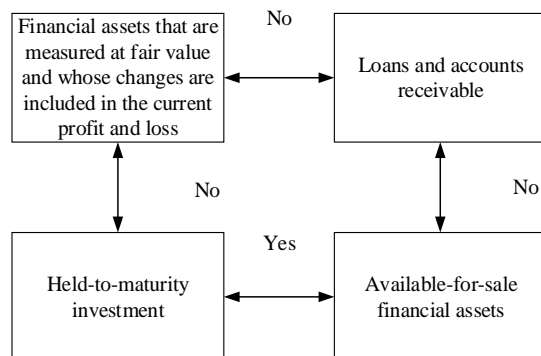 Financial assets that are
measured at fair value
and whose changes are
included in the current
profit and loss
No
Loans and accounts
receivable
No
No
Held-to-maturity
investment
Yes
Available-for-sale
financial assets